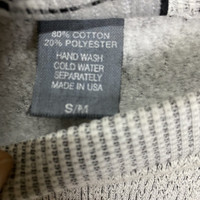 80% COTTON
20% POLYESTER
HAND WASH
COLD WATER
SEPARATELY
MADE IN USA
S/M